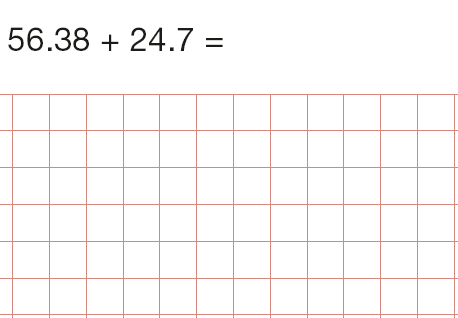 56.38 + 24.7 =